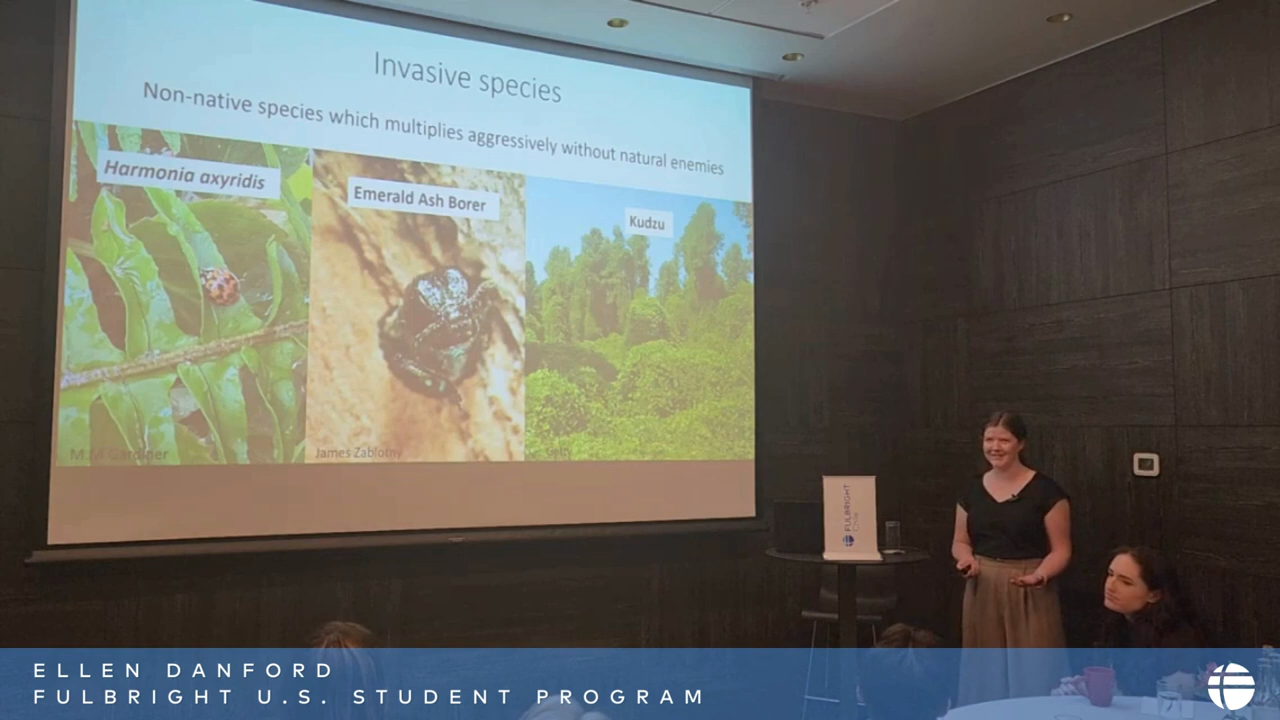 Invasive species
Non-native species which multiplies aggressively without natural enemies
Harmonia axyridis
Emerald Ash Borer
Kudzu
M.M Gardiner
James Zablotny
FULBRIGHT
ELLEN DANFORD
FULBRIGHT U.S. STUDENT PROGRAM